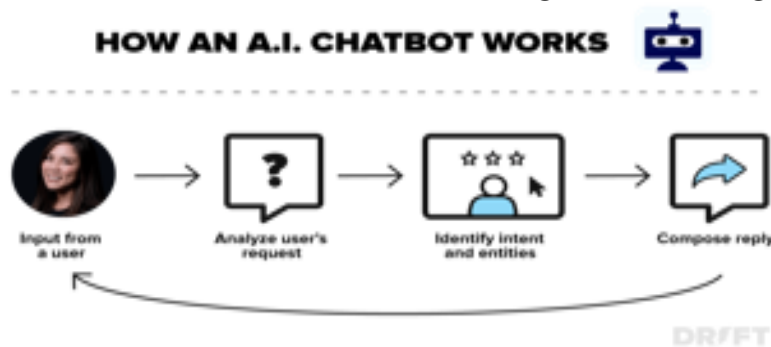 HOW AN A.I. CHATBOT WORKS
?
Input from
a user
Analyze user's
request
Identify intent
and entities
Compose reply
DRIFT